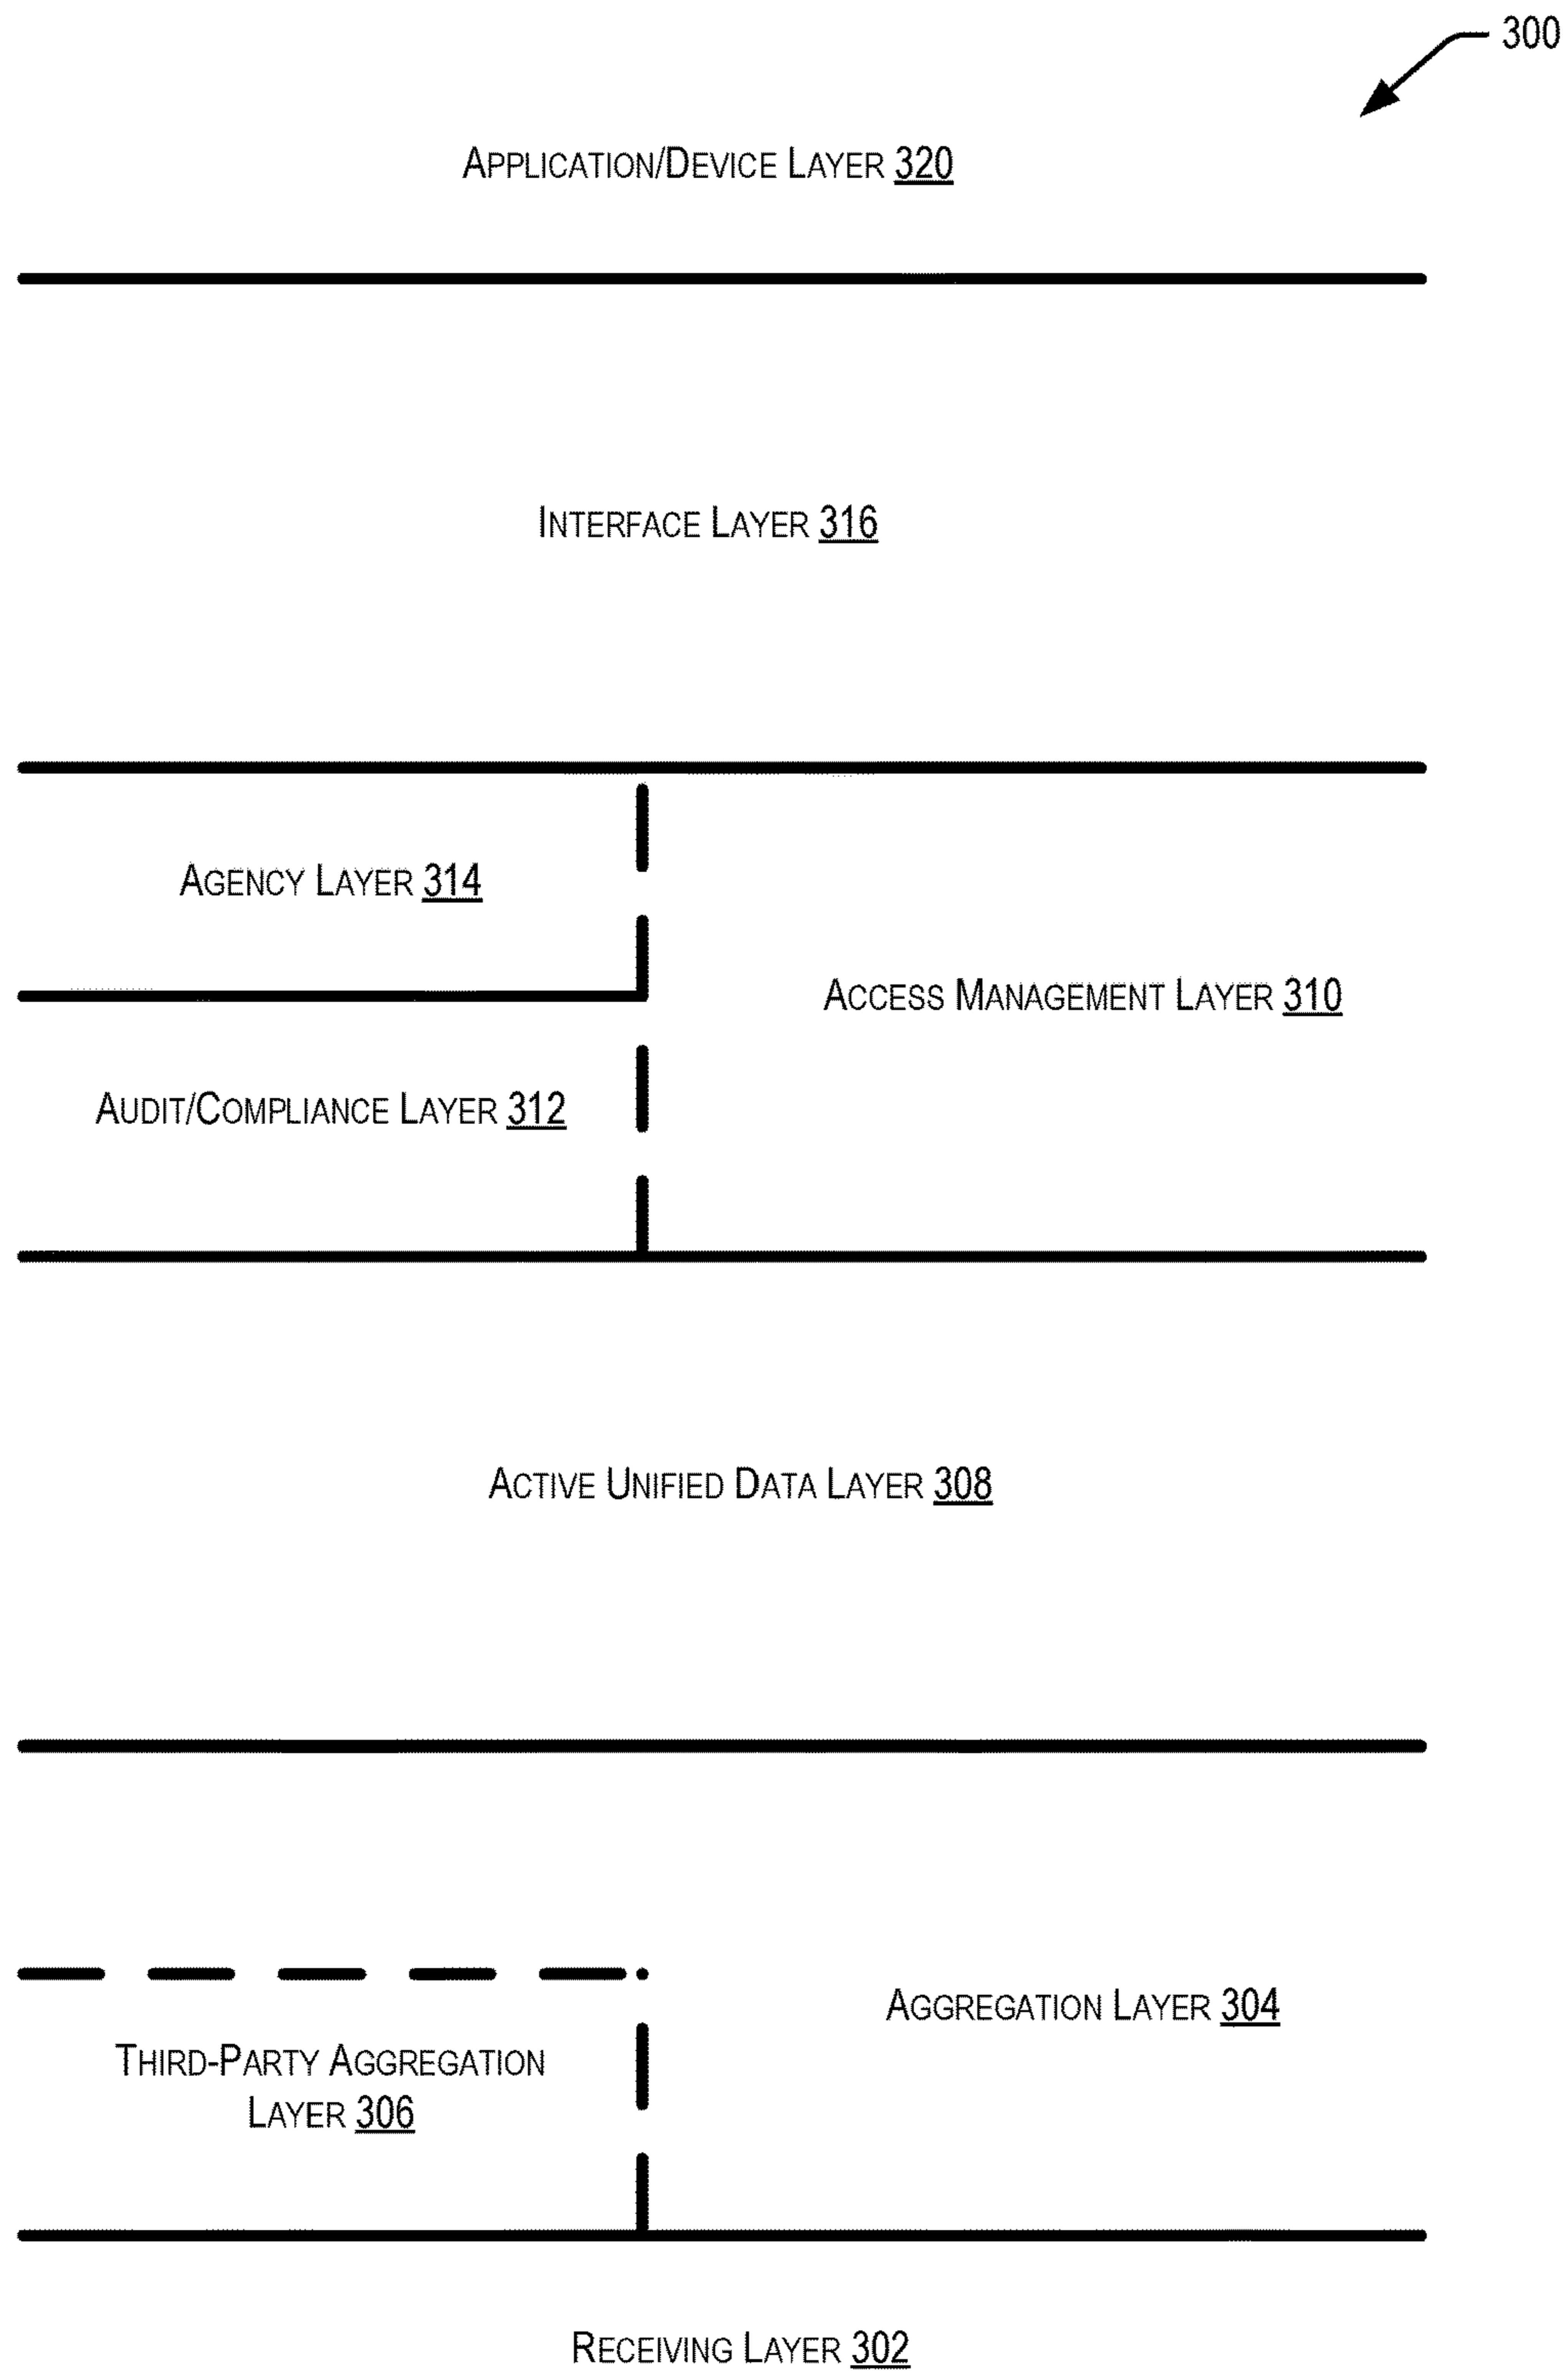 300
APPLICATION/DEVICE LAYER 320
INTERFACE LAYER 316
AGENCY LAYER 314
ACCESS MANAGEMENT LAYER 310
AUDIT/COMPLIANCE LAYER 312
ACTIVE UNIFIED DATA LAYER 308
AGGREGATION LAYER 304
THIRD-PARTY AGGREGATION
LAYER 306
RECEIVING LAYER 302